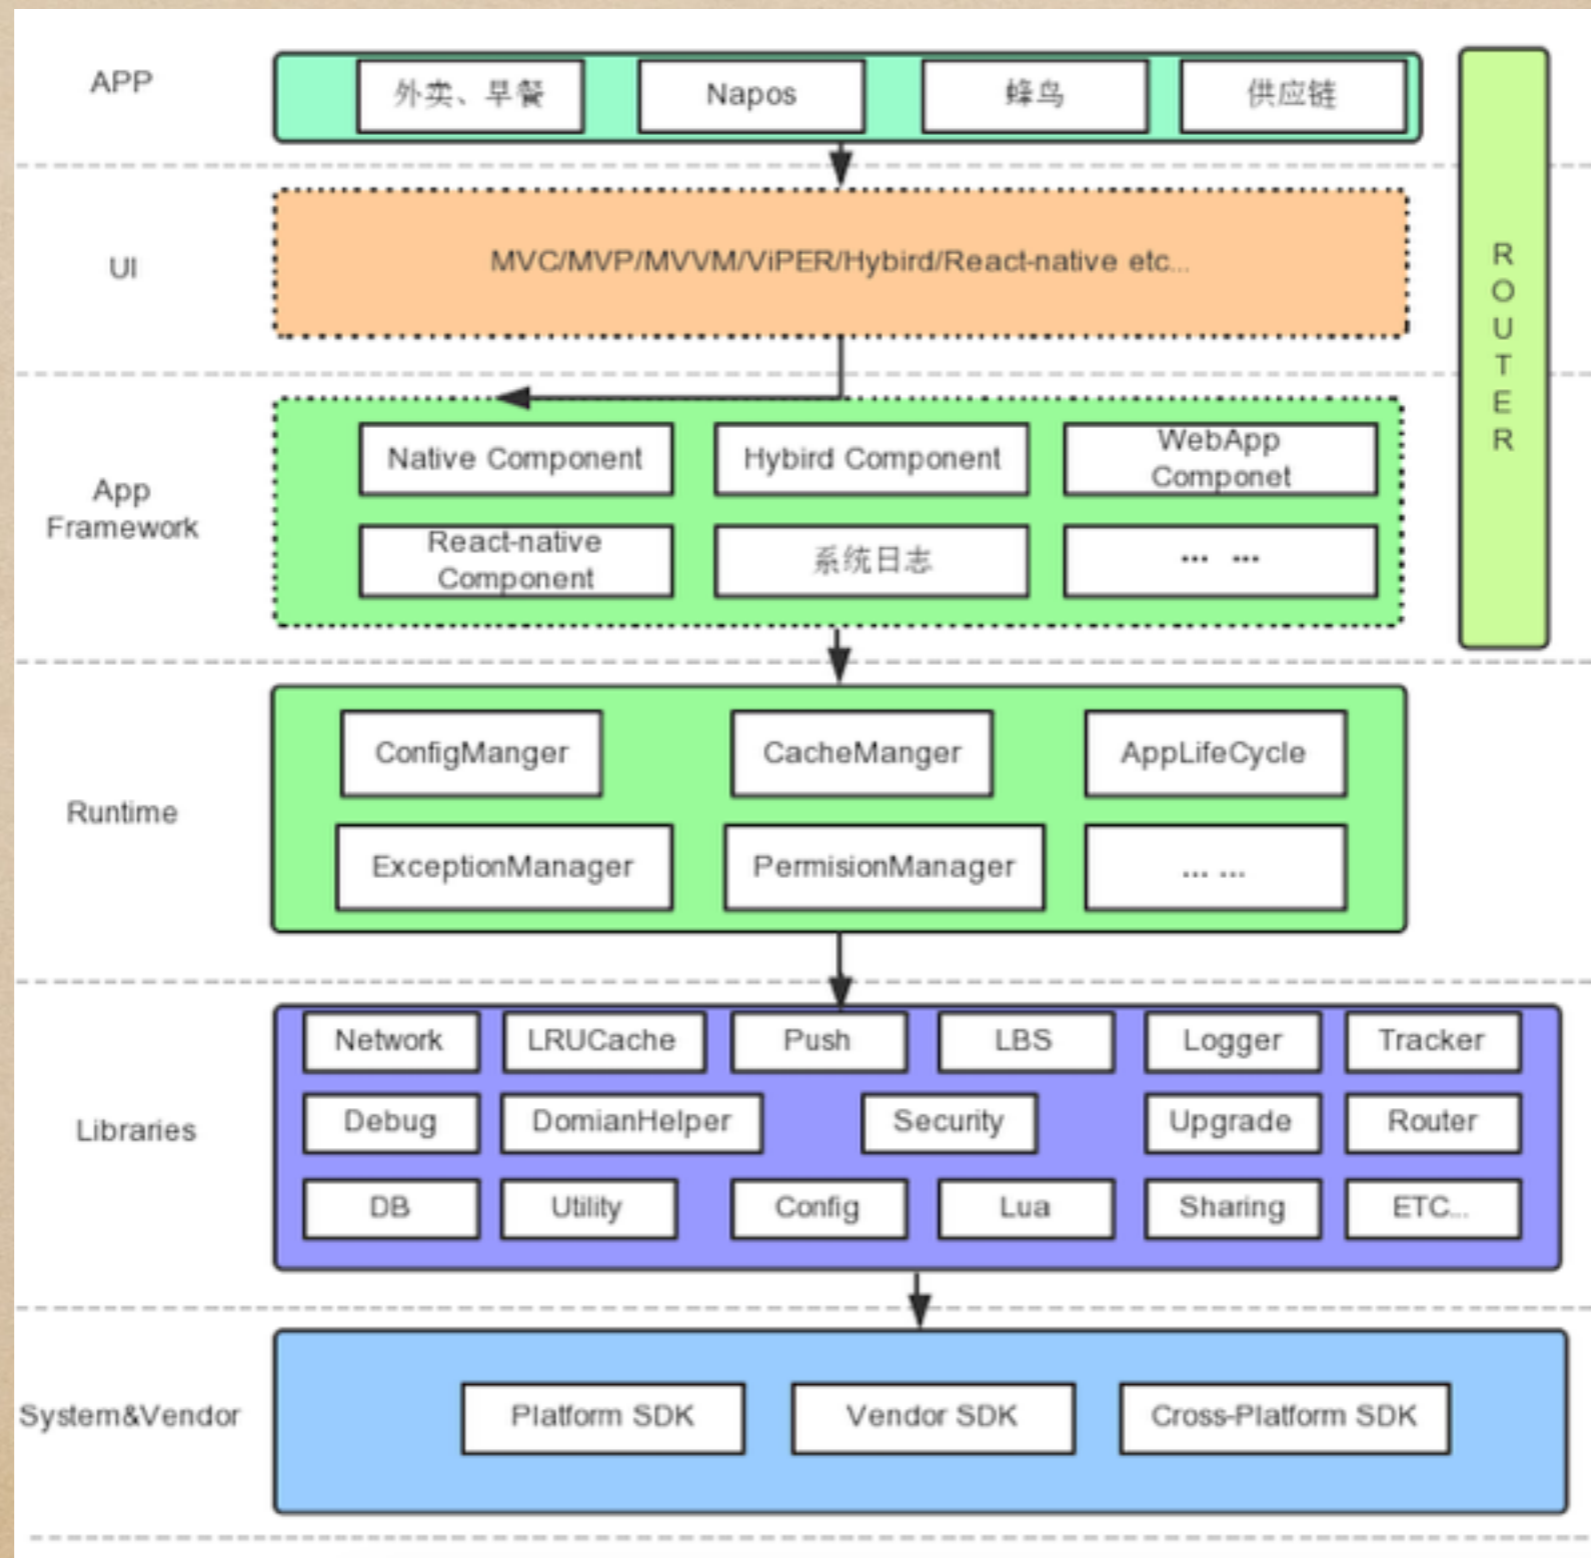 APP
外卖、早餐
Napos
蜂鸟
供应链
UI
MVC/MVP/MVVM/ViPER/Hybird/React-native etc...
ROUTER
App
Framework
Native Component
Hybird Component
WebApp
Componet
React-native
Component
系统日志
... ...
Runtime
ConfigManger
CacheManger
AppLifeCycle
ExceptionManager
PermisionManager
... ...
Libraries
Network
LRUCache
Push
LBS
Logger
Tracker
Debug
DomianHelper
Security
Upgrade
Router
DB
Utility
Config
Lua
Sharing
ETC...
System&Vendor
Platform SDK
Vendor SDK
Cross-Platform SDK